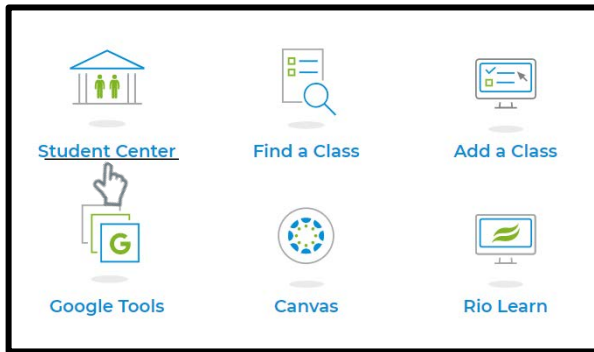 Student Center
Find a Class
Add a Class
G
Google Tools
Canvas
Rio Learn